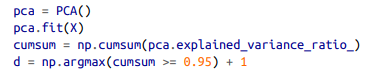 pca = PCA()
pca.fit(X)
cumsum = np.cumsum(pca.explained_variance_ratio_)
d = np.argmax(cumsum >= 0.95) + 1